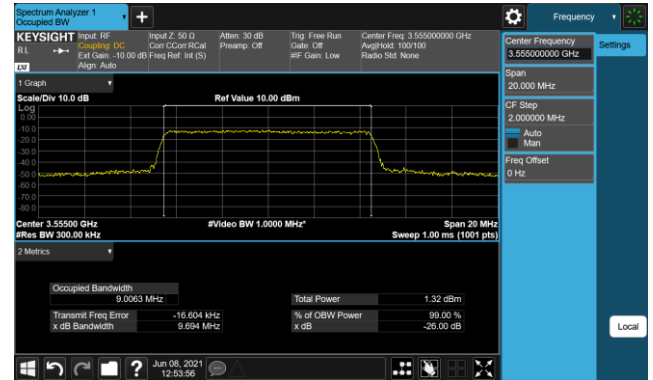 Spectrum Analyzer 1
Occupied BW
Frequency
KEYSIGHT
Input: RF
Input Z: 50 Ω
Atten: 30 dB
Trig: Free Run
Center Freq: 3.555000000 GHz
RL
Coupling: DC
Corr CCorr RCal
Preamp: Off
Gate: Off
Avg|Hold: 100/100
Ext Gain: -10.00 dB
Freq Ref: Int (S)
#IF Gain: Low
Radio Std: None
LXI
Align: Auto
Center Frequency
3.555000000 GHz
Settings
Span
20.000 MHz
CF Step
2.000000 MHz
Auto
Man
Freq Offset
0 Hz
Local
1 Graph
Scale/Div 10.0 dB
Ref Value 10.00 dBm
Log
0.00
-10.0
-20.0
-30.0
-40.0
-50.0
-60.0
-70.0
-80.0
Center 3.55500 GHz
#Video BW 1.0000 MHz*
Span 20 MHz
#Res BW 300.00 kHz
Sweep 1.00 ms (1001 pts)
2 Metrics
Occupied Bandwidth
9.0063 MHz
Total Power
1.32 dBm
Transmit Freq Error
-16.604 kHz
% of OBW Power
99.00 %
x dB Bandwidth
9.694 MHz
x dB
-26.00 dB
?
Jun 08, 2021
12:53:56